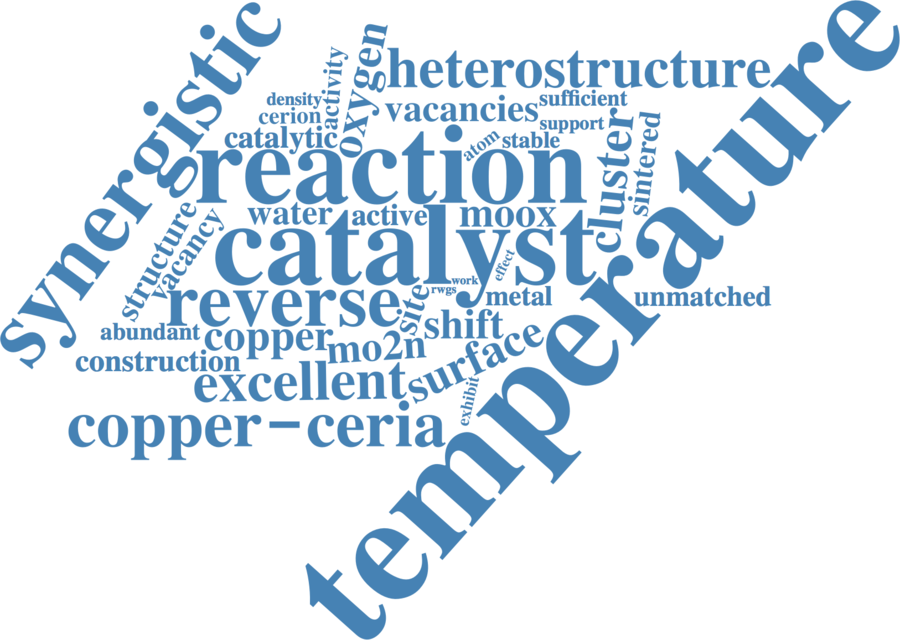 synergistic
temperature
oxygen
activity
heterostructure
density
vacancies
sufficient
cerion
support
catalytic
atom
stable
cluster
sintered
reaction
structure
vacancy
water
active
moox
catalyst
effect
work
rwgs
reverse
site
metal
unmatched
abundant
copper
shift
mo2n
construction
surface
excellent
exhibit
copper-ceria